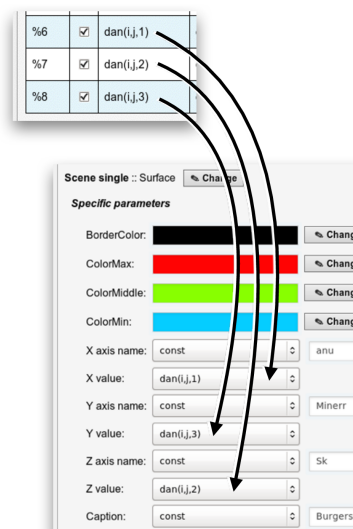 %6 dan(i,j,1)
%7 dan(i,j,2)
%8 dan(i,j,3)
Scene single :: Surface Change
Specific parameters
BorderColor: Chang
ColorMax: Chang
ColorMiddle: Chang
ColorMin: Chang
X axis name: const anu
X value: dan(i,j,1)
Y axis name: const Minerr
Y value: dan(i,j,3)
Z axis name: const Sk
Z value: dan(i,j,2)
Caption: const Burgers